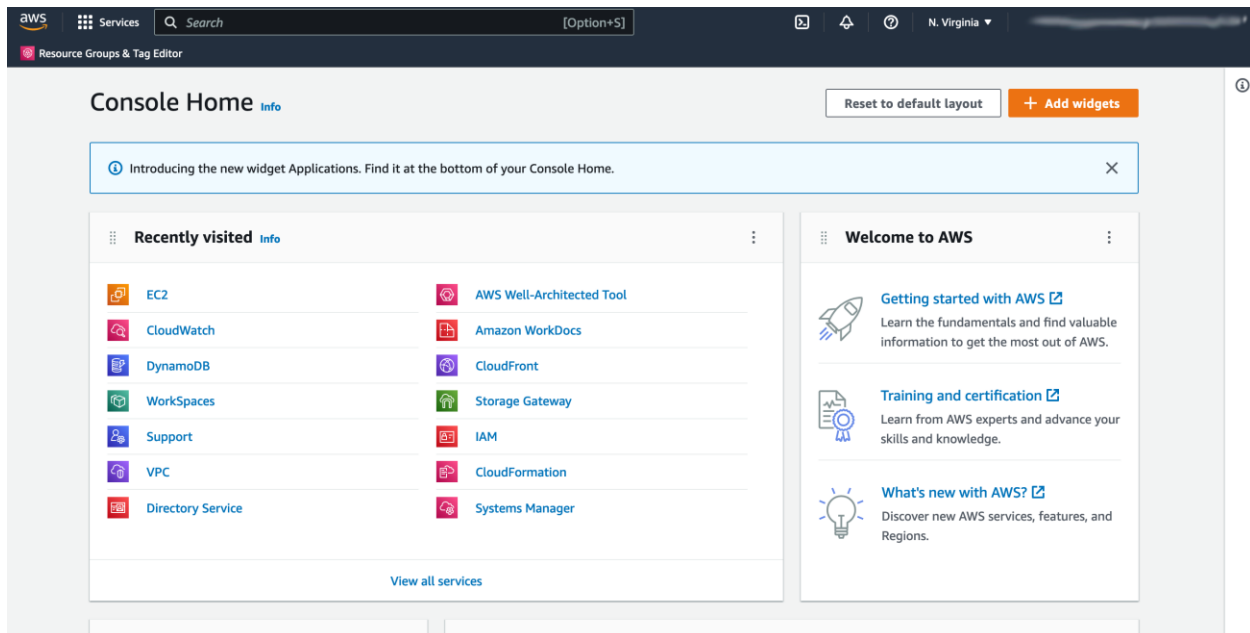 aws Services Search [Option+S] N. Virginia ▼
Resource Groups & Tag Editor
Console Home Info
Reset to default layout
+ Add widgets
Introducing the new widget Applications. Find it at the bottom of your Console Home.
Recently visited Info
EC2
CloudWatch
DynamoDB
WorkSpaces
Support
VPC
Directory Service
AWS Well-Architected Tool
Amazon WorkDocs
CloudFront
Storage Gateway
IAM
CloudFormation
Systems Manager
View all services
Welcome to AWS
Getting started with AWS
Learn the fundamentals and find valuable
information to get the most out of AWS.
Training and certification
Learn from AWS experts and advance your
skills and knowledge.
What's new with AWS?
Discover new AWS services, features, and
Regions.